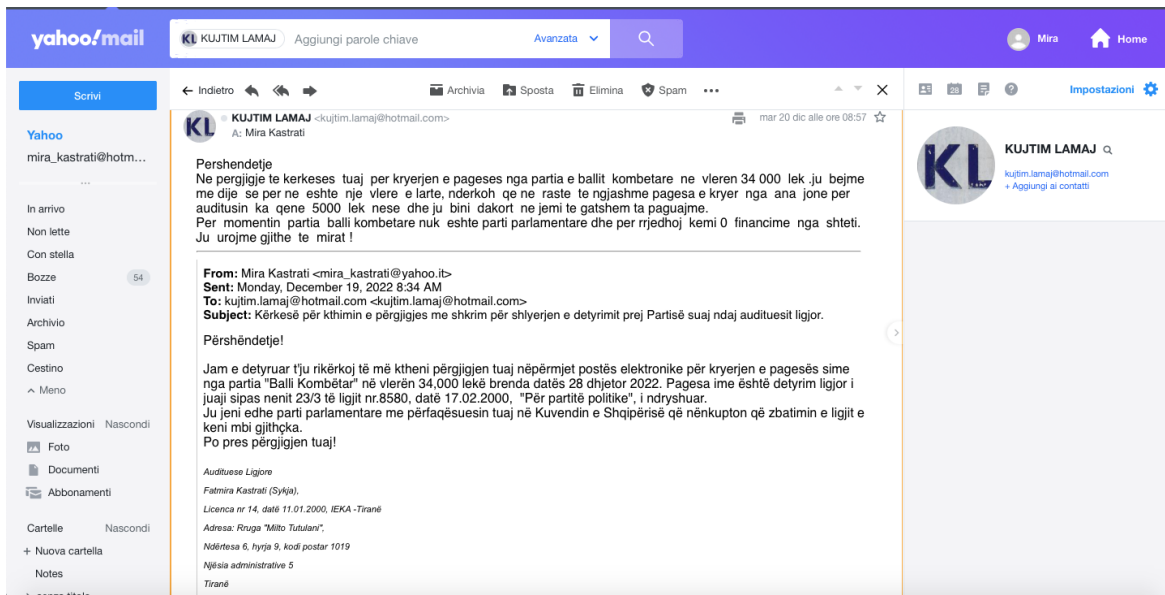 yahoo!mail
KL KUJTIM LAMAJ Aggiungi parole chiave Avanzata
Mira Home
Scrivi
Indietro Archivia Sposta Elimina Spam
28 Impostazioni
Yahoo
mira_kastrati@hotm...
In arrivo
Non lette
Con stella
Bozze 54
Inviati
Archivio
Spam
Cestino
Meno
Visualizzazioni Nascondi
Foto
Documenti
Abbonamenti
Cartelle Nascondi
+ Nuova cartella
Notes
KL KUJTIM LAMAJ <kujtim.lamaj@hotmail.com> mar 20 dic alle ore 08:57
A: Mira Kastrati
Pershendetje
Ne pergjigje te kerkeses tuaj per kryerjen e pageses nga partia e ballit kombetare ne vleren 34 000 lek .ju bejme
me dije se per ne eshte nje vlere e larte, nderkoh qe ne raste te ngjashme pagesa e kryer nga ana jone per
auditusin ka qene 5000 lek nese dhe ju bini dakort ne jemi te gatshem ta paguajme.
Per momentin partia balli kombetare nuk eshte parti parlamentare dhe per rrjedhoj kemi 0 financime nga shteti.
Ju urojme gjithe te mirat !
From: Mira Kastrati <mira_kastrati@yahoo.it>
Sent: Monday, December 19, 2022 8:34 AM
To: kujtim.lamaj@hotmail.com <kujtim.lamaj@hotmail.com>
Subject: Kërkesë për kthimin e përgjigjes me shkrim për shlyerjen e detyrimit prej Partisë suaj ndaj audituesit ligjor.
Përshëndetje!
Jam e detyruar t'ju rikërkoj të më ktheni përgjigjen tuaj nëpërmjet postës elektronike për kryerjen e pagesës sime
nga partia "Balli Kombëtar" në vlerën 34,000 lekë brenda datës 28 dhjetor 2022. Pagesa ime është detyrim ligjor i
juaji sipas nenit 23/3 të ligjit nr.8580, datë 17.02.2000, "Për partitë politike", i ndryshuar.
Ju jeni edhe parti parlamentare me përfaqësuesin tuaj në Kuvendin e Shqipërisë që nënkupton që zbatimin e ligjit e
keni mbi gjithçka.
Po pres përgjigjen tuaj!
Audituese Ligjore
Fatmira Kastrati (Sykja),
Licenca nr 14, datë 11.01.2000, IEKA -Tiranë
Adresa: Rruga "Milto Tutulani",
Ndërtesa 6, hyrja 9, kodi postar 1019
Njësia administrative 5
Tiranë
KL KUJTIM LAMAJ
kujtim.lamaj@hotmail.com
+ Aggiungi ai contatti